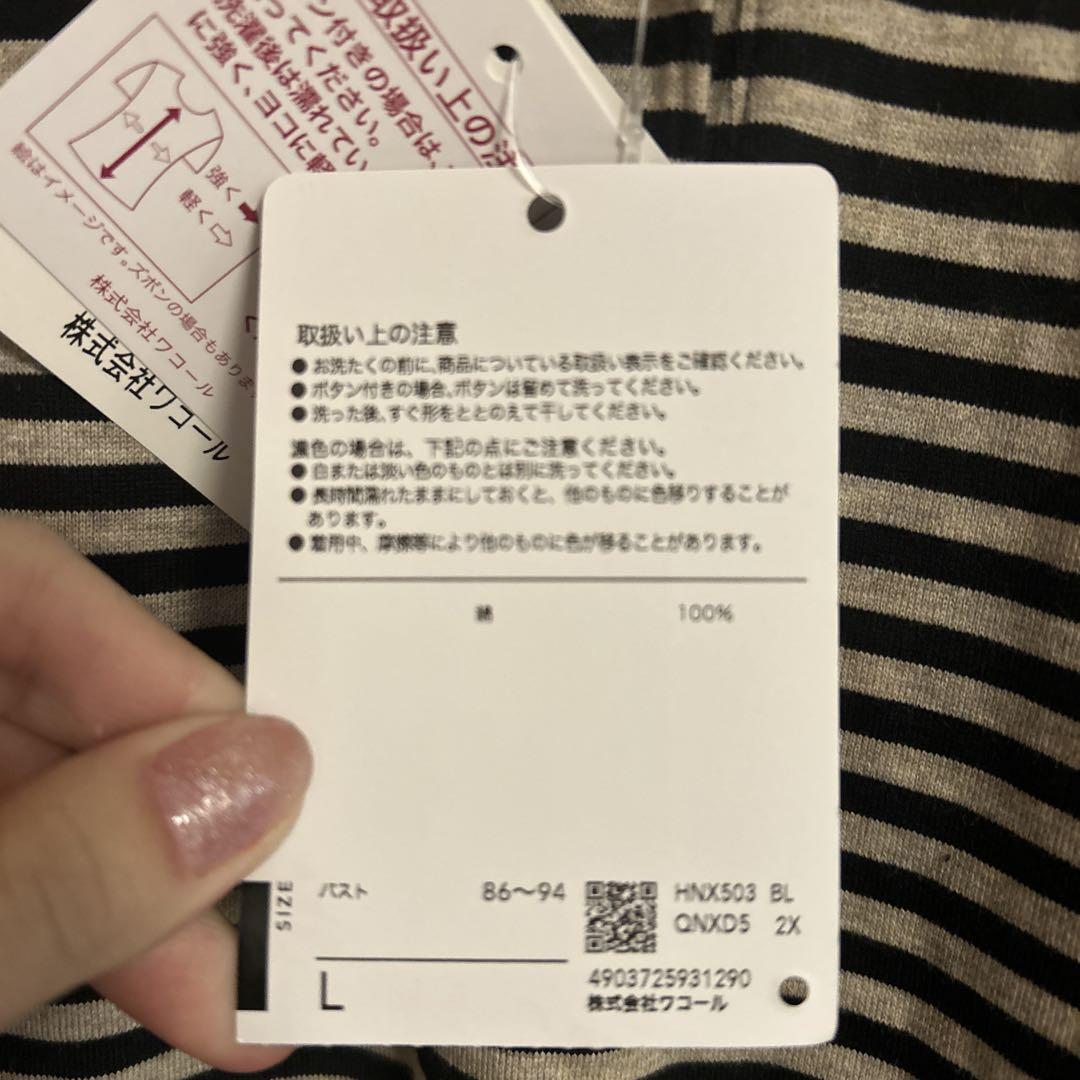 取扱い上の注
ン付きの場合は、
ってください。
洗濯後は濡れてい
に強く、ヨコに軽
強く
軽く
絵はイメージです。ズボンの場合もありま
株式会社ワコール
株式会社ワコール
取扱い上の注意
●お洗たくの前に、商品についている取扱い表示をご確認ください。
●ボタン付きの場合、ボタンは留めて洗ってください。
●洗った後、すぐ形をととのえて干してください。
濃色の場合は、下記の点にご注意ください。
●白または淡い色のものとは別に洗ってください。
●長時間濡れたままにしておくと、他のものに色移りすることが
あります。
●着用中、摩擦等により他のものに色が移ることがあります。
綿 100%
SIZE
バスト 86〜94
L
HNX503 BL
QNXD5 2X
4903725931290
株式会社ワコール